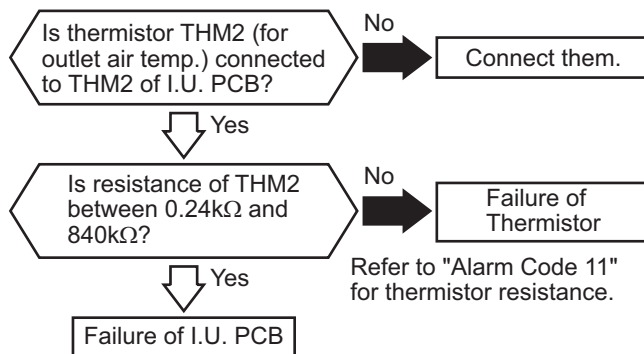 Is thermistor THM2 (for
outlet air temp.) connected
to THM2 of I.U. PCB?
No
Connect them.
Yes
Is resistance of THM2
between 0.24kΩ and
840kΩ?
No
Failure of
Thermistor
Refer to "Alarm Code 11"
for thermistor resistance.
Yes
Failure of I.U. PCB